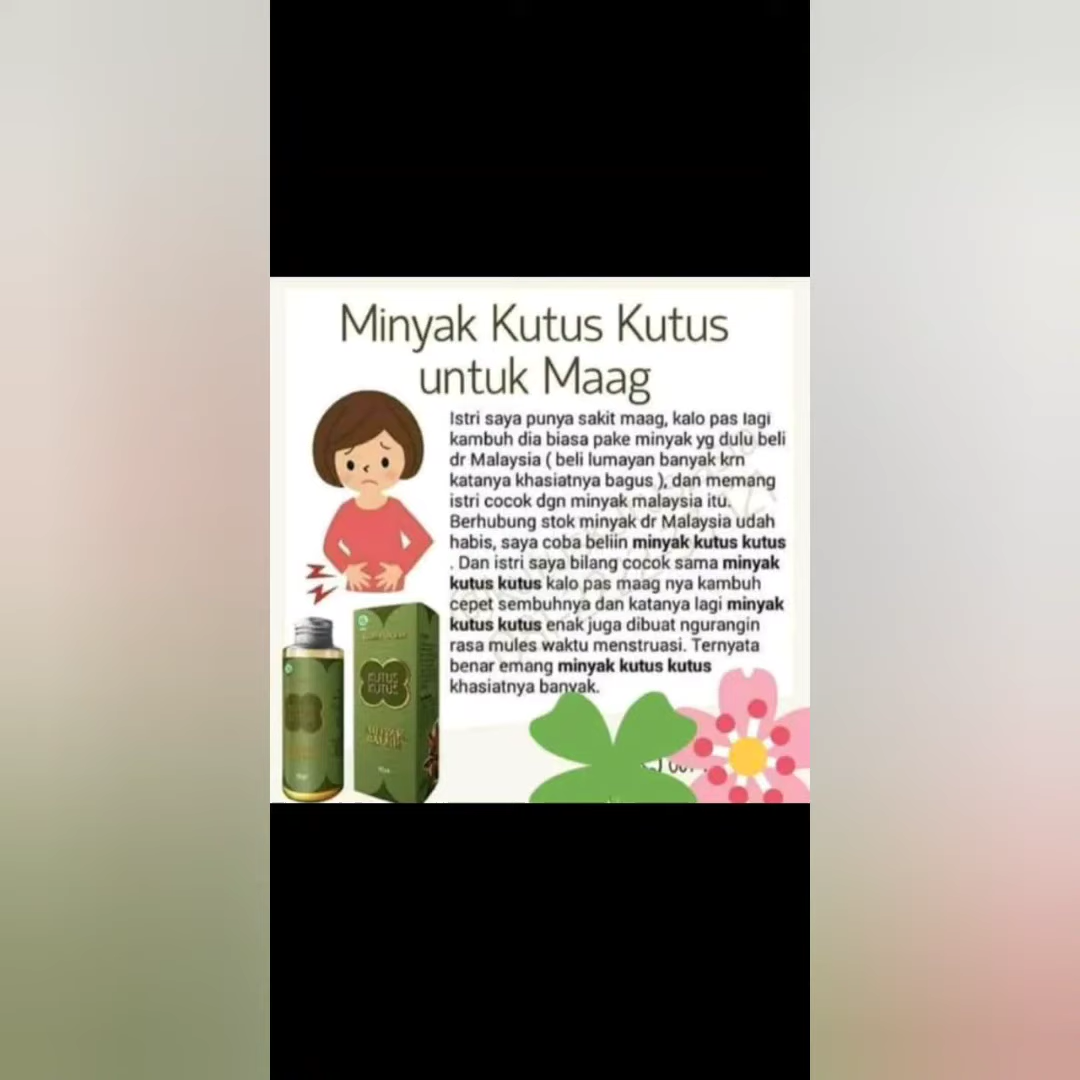 Minyak Kutus Kutus
untuk Maag
Istri saya punya sakit maag, kalo pas lagi
kambuh dia biasa pake minyak yg dulu beli
dr Malaysia ( beli lumayan banyak krn
katanya khasiatnya bagus ), dan memang
istri cocok dgn minyak malaysia itu.
Berhubung stok minyak dr Malaysia udah
habis, saya coba beliin minyak kutus kutus
. Dan istri saya bilang cocok sama minyak
kutus kutus kalo pas maag nya kambuh
cepet sembuhnya dan katanya lagi minyak
kutus kutus enak juga dibuat ngurangin
rasa mules waktu menstruasi. Ternyata
benar emang minyak kutus kutus
khasiatnya banyak.
KUTUS
KUTUS